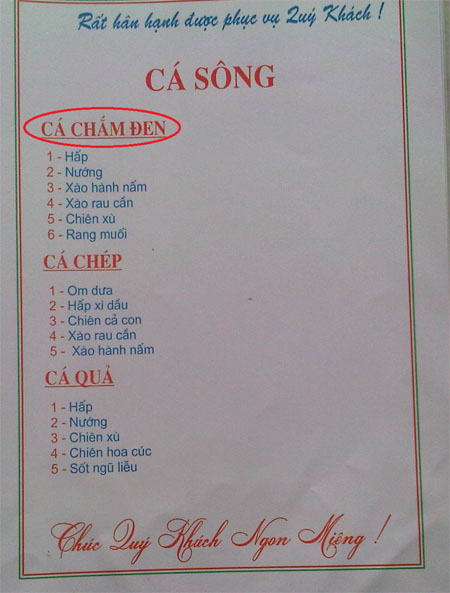 Rất hân hạnh được phục vụ Quý Khách !
CÁ SÔNG
CÁ CHẮM ĐEN
1 - Hấp
2 - Nướng
3 - Xào hành nấm
4 - Xào rau cần
5 - Chiên xù
6 - Rang muối
CÁ CHÉP
1 - Om dưa
2 - Hấp xì dầu
3 - Chiên cả con
4 - Xào rau cần
5 - Xào hành nấm
CÁ QUẢ
1 - Hấp
2 - Nướng
3 - Chiên xù
4 - Chiên hoa cúc
5 - Sốt ngũ liễu
Chúc Quý Khách Ngon Miệng !